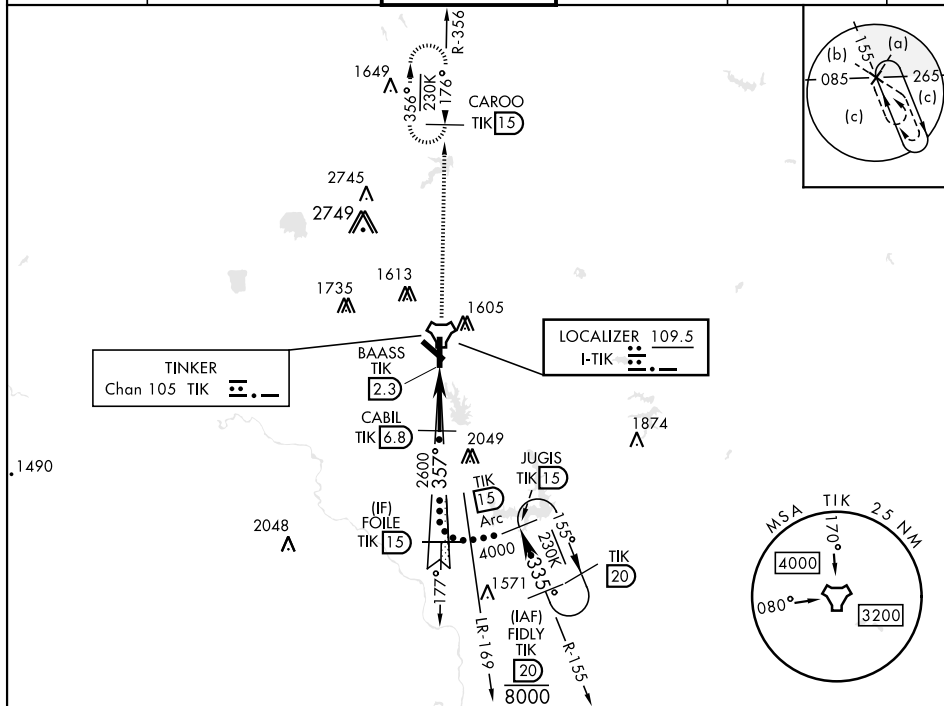 R-356
1649
356°
230K
176°
CAROO
TIK 15
155°
(a)
(b)
085
265
(c)
(c)
2745
2749
1735
1613
1605
TINKER
Chan 105 TIK
BAASS
TIK
2.3
LOCALIZER 109.5
I-TIK
CABIL
TIK 6.8
2049
1874
1490
2600
357°
JUGIS
TIK 15
TIK
15
Arc
4000
2048
(IF)
FOILE
TIK 15
155°
230K
335°
TIK
20
177°
1571
LR-169
(IAF)
FIDLY
TIK
20
8000
R-155
MSA TIK 25 NM
170°
4000
080°
3200